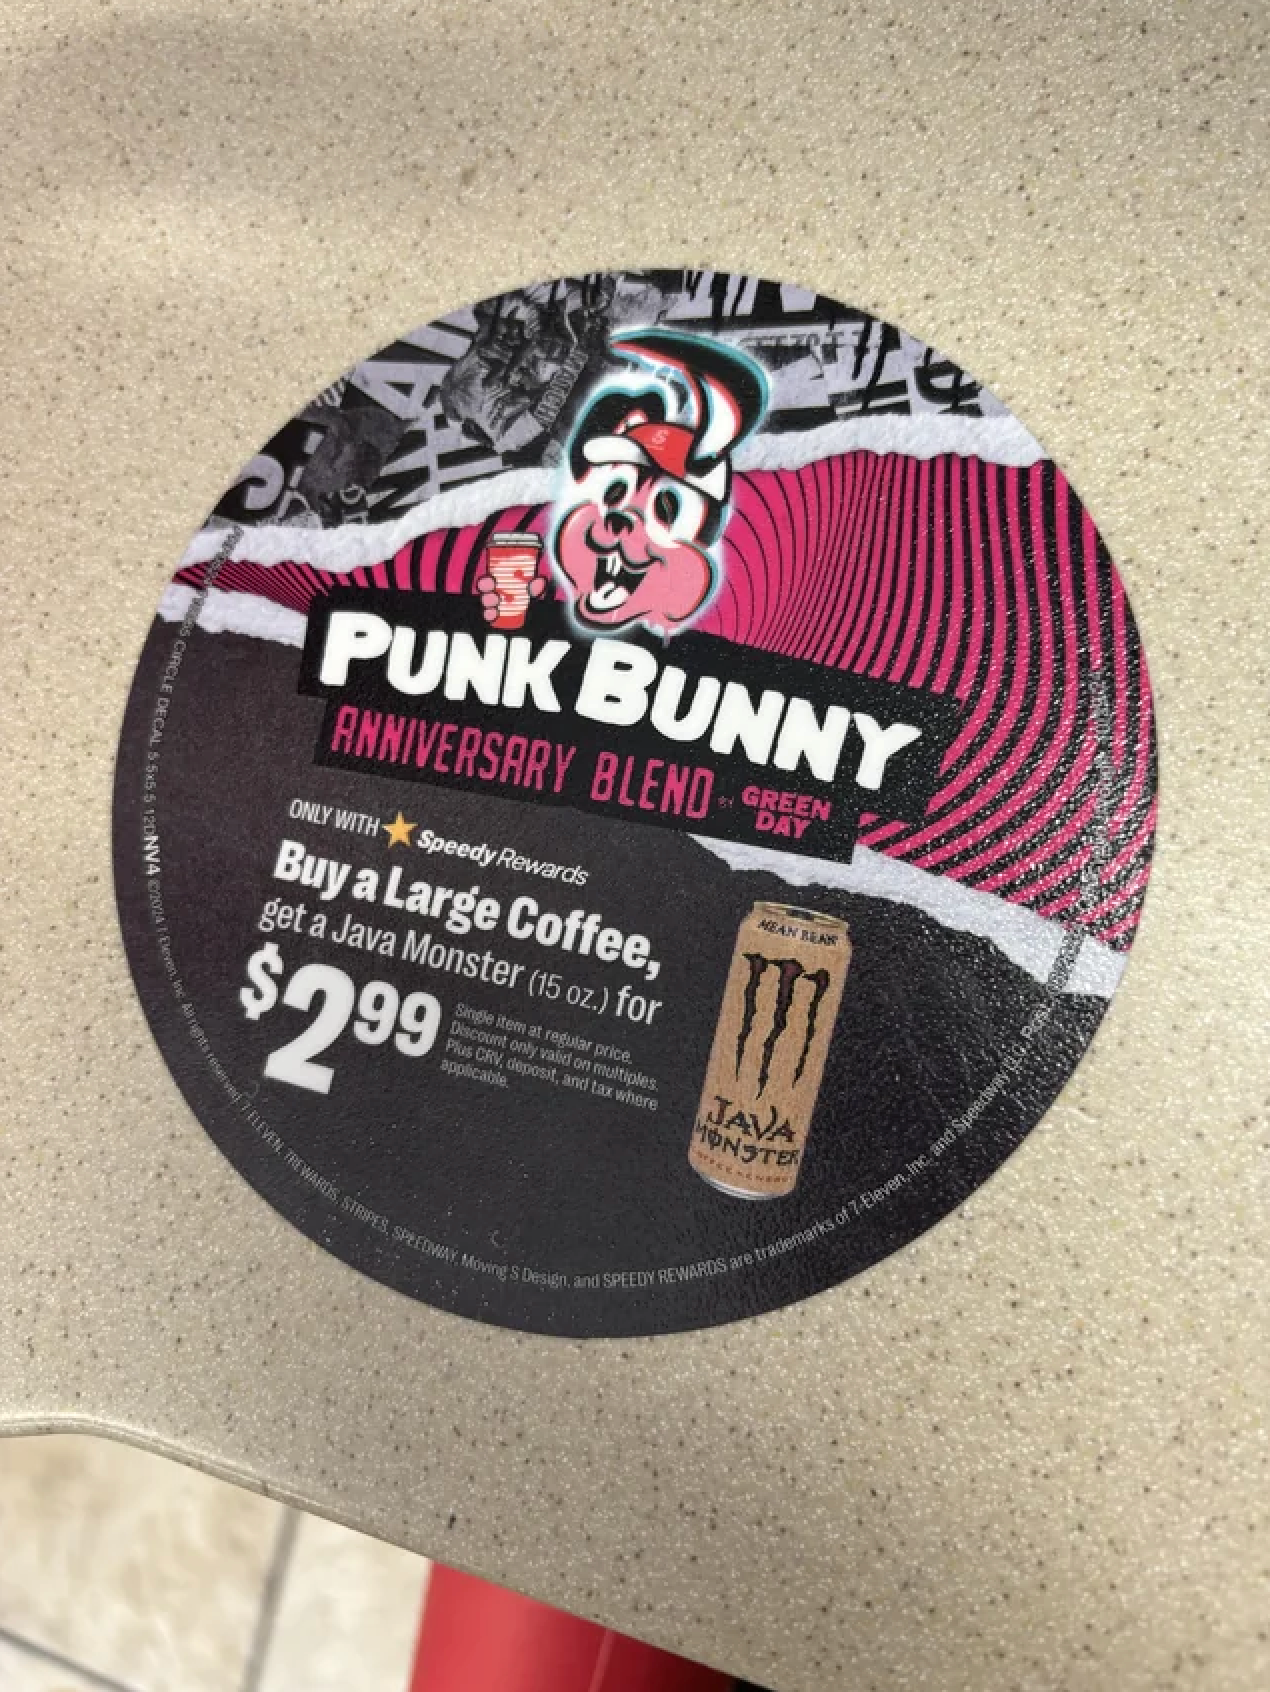 PUNK BUNNY
ANNIVERSARY BLEND BY GREEN DAY
ONLY WITH Speedy Rewards
Buy a Large Coffee,
get a Java Monster (15 oz.) for
$2.99
Single item at regular price.
Discount only valid on multiples.
Plus CRV, deposit, and tax where
applicable.
MEAN BEAN
JAVA
MONSTER
CIRCLE DECAL 5.5x5.5 120NV4 ©2024 7-Eleven, Inc. All rights reserved. 7-ELEVEN, 7REWARDS, STRIPES, SPEEDWAY, Moving S Design, and SPEEDY REWARDS are trademarks of 7-Eleven, Inc. and Speedway LLC.